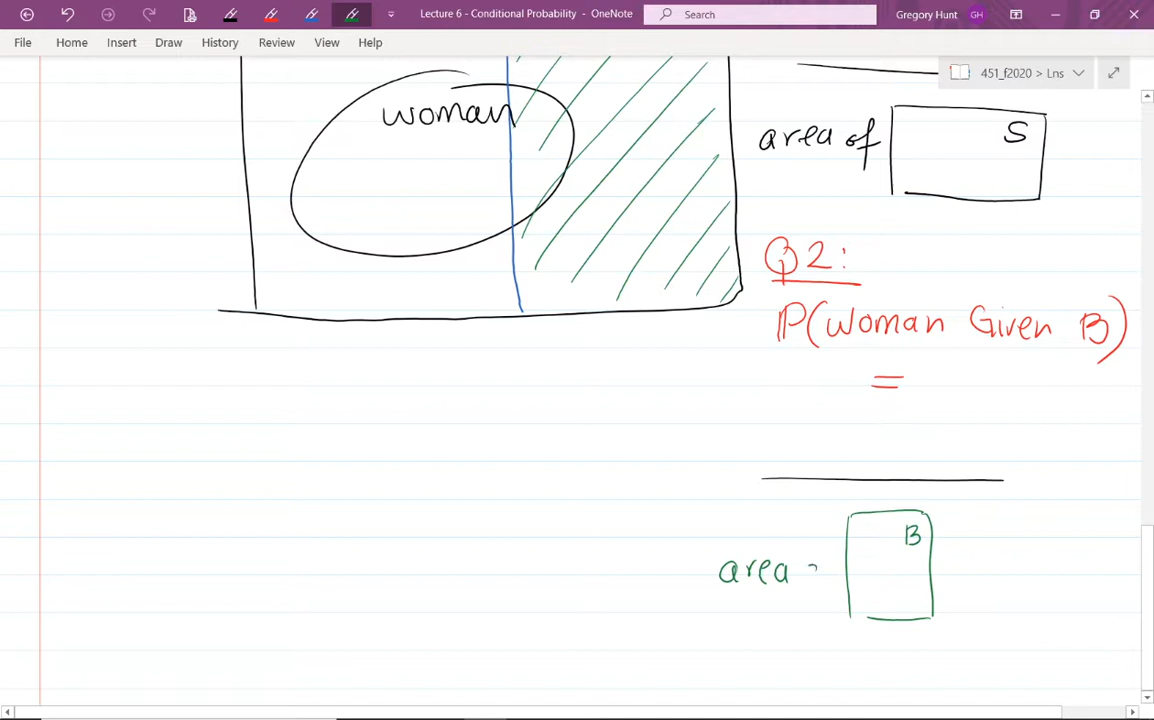 Lecture 6 - Conditional Probability - OneNote
Search
Gregory Hunt
GH
File Home Insert Draw History Review View Help
451_f2020 > Lns
woman
area of
S
Q2:
P(Woman Given B)
=
B
area